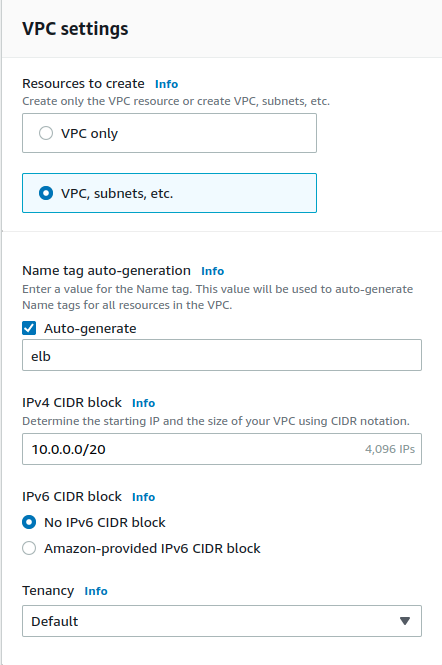 VPC settings
Resources to create Info
Create only the VPC resource or create VPC, subnets, etc.
VPC only
VPC, subnets, etc.
Name tag auto-generation Info
Enter a value for the Name tag. This value will be used to auto-generate
Name tags for all resources in the VPC.
Auto-generate
elb
IPv4 CIDR block Info
Determine the starting IP and the size of your VPC using CIDR notation.
10.0.0.0/20 4,096 IPs
IPv6 CIDR block Info
No IPv6 CIDR block
Amazon-provided IPv6 CIDR block
Tenancy Info
Default